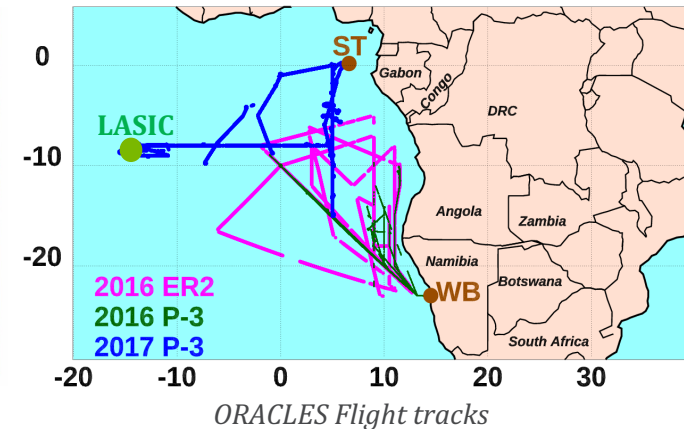 0
ST
Gabon
Congo
DRC
LASIC
-10
Angola
Zambia
-20
Namibia
Botswana
2016 ER2
WB
2016 P-3
2017 P-3
South Africa
-20 -10 0 10 20 30
ORACLES Flight tracks